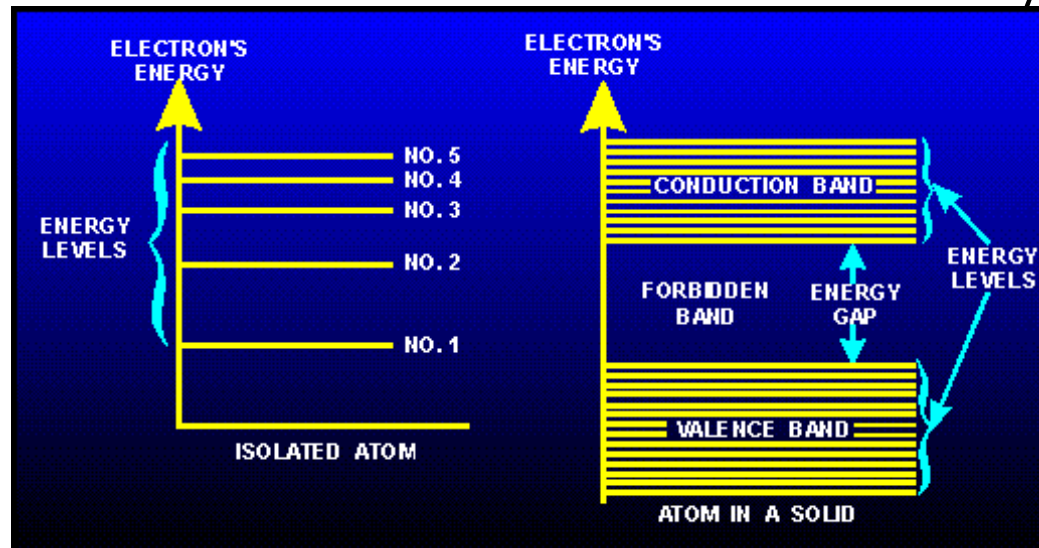 ELECTRON'S
ENERGY
NO. 5
NO. 4
NO. 3
NO. 2
NO. 1
ENERGY
LEVELS
ISOLATED ATOM
ELECTRON'S
ENERGY
CONDUCTION BAND
FORBIDDEN
BAND
ENERGY
GAP
ENERGY
LEVELS
VALENCE BAND
ATOM IN A SOLID